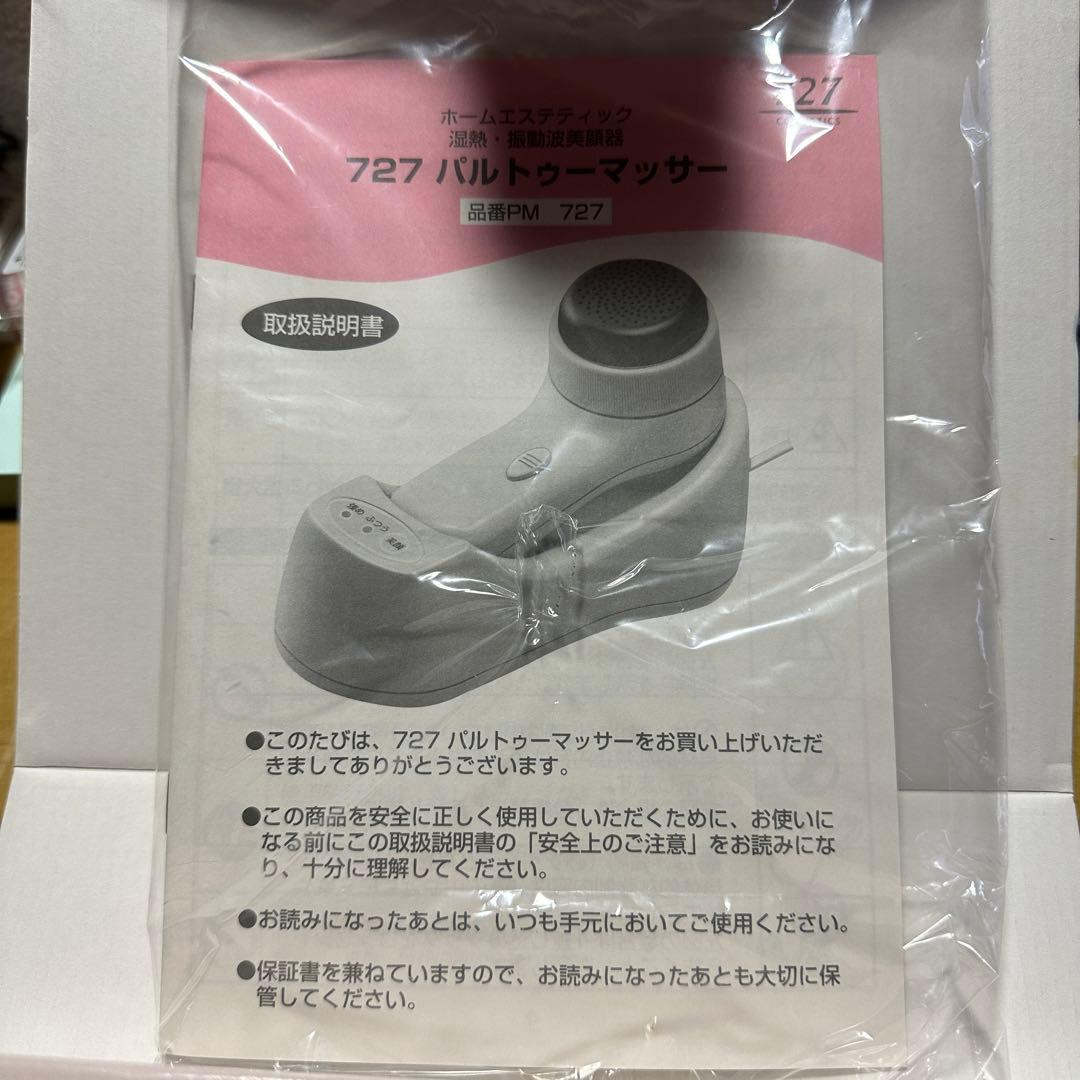 727
COSMETICS
ホームエステティック
湿熱・振動波美顔器
727 パルトゥーマッサー
品番PM 727
取扱説明書
強め ふつう 美顔
●このたびは、727 パルトゥーマッサーをお買い上げいただ
きましてありがとうございます。
●この商品を安全に正しく使用していただくために、お使いに
なる前にこの取扱説明書の「安全上のご注意」をお読みにな
り、十分に理解してください。
●お読みになったあとは、いつも手元においてご使用ください。
●保証書を兼ねていますので、お読みになったあとも大切に保
管してください。